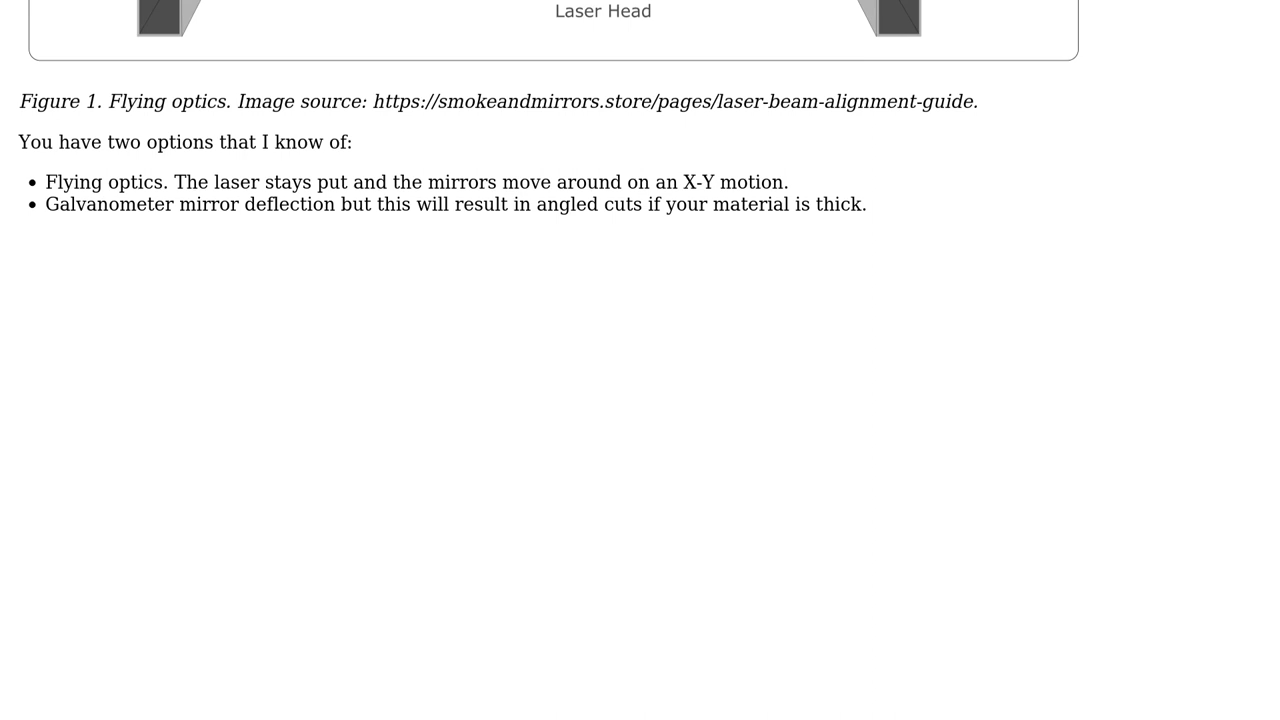 Laser Head
Figure 1. Flying optics. Image source: https://smokeandmirrors.store/pages/laser-beam-alignment-guide.
You have two options that I know of:
Flying optics. The laser stays put and the mirrors move around on an X-Y motion.
Galvanometer mirror deflection but this will result in angled cuts if your material is thick.